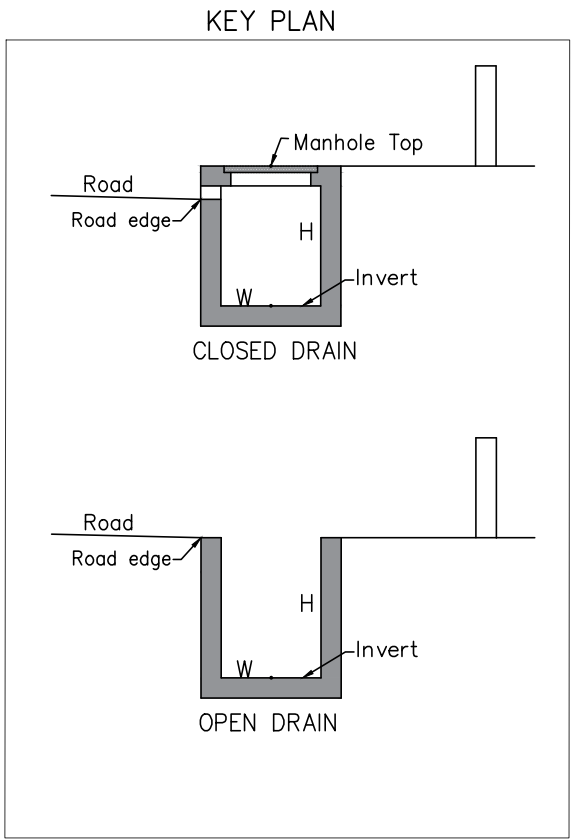 KEY PLAN
Manhole Top
Road
Road edge
H
Invert
W
CLOSED DRAIN
Road
Road edge
H
Invert
W
OPEN DRAIN